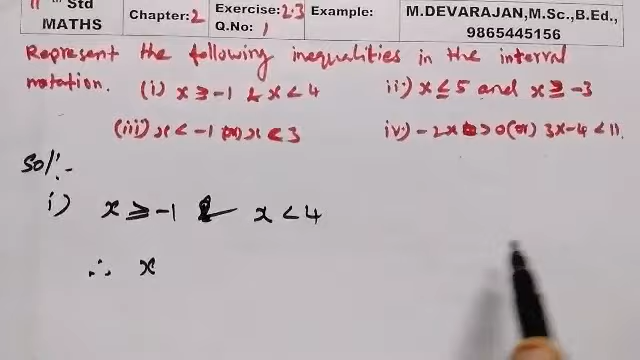 11th Std MATHS Chapter:2 Exercise:2.3 Q.No: 1 Example: M.DEVARAJAN,M.Sc.,B.Ed., 9865445156
Represent the following inequalities in the interval
notation. (i) x ≥ -1 & x < 4 ii) x ≤ 5 and x ≥ -3
(iii) x < -1 or x < 3 iv) -2x > 0 (or) 3x-4 < 11.
Sol:-
i) x ≥ -1 & x < 4
∴ x